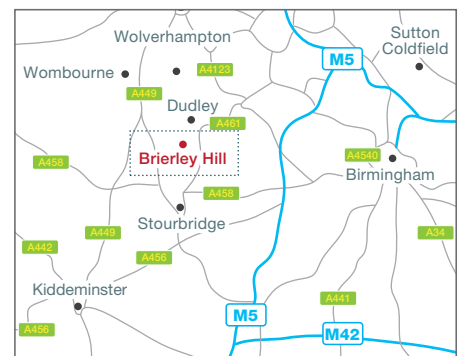 Wolverhampton
Sutton
Coldfield
M5
Wombourne
A4123
A449
Dudley
A461
Brierley Hill
A4540
A458
Birmingham
A458
Stourbridge
A449
A34
A442
A456
Kiddeminster
A441
M5
A456
M42